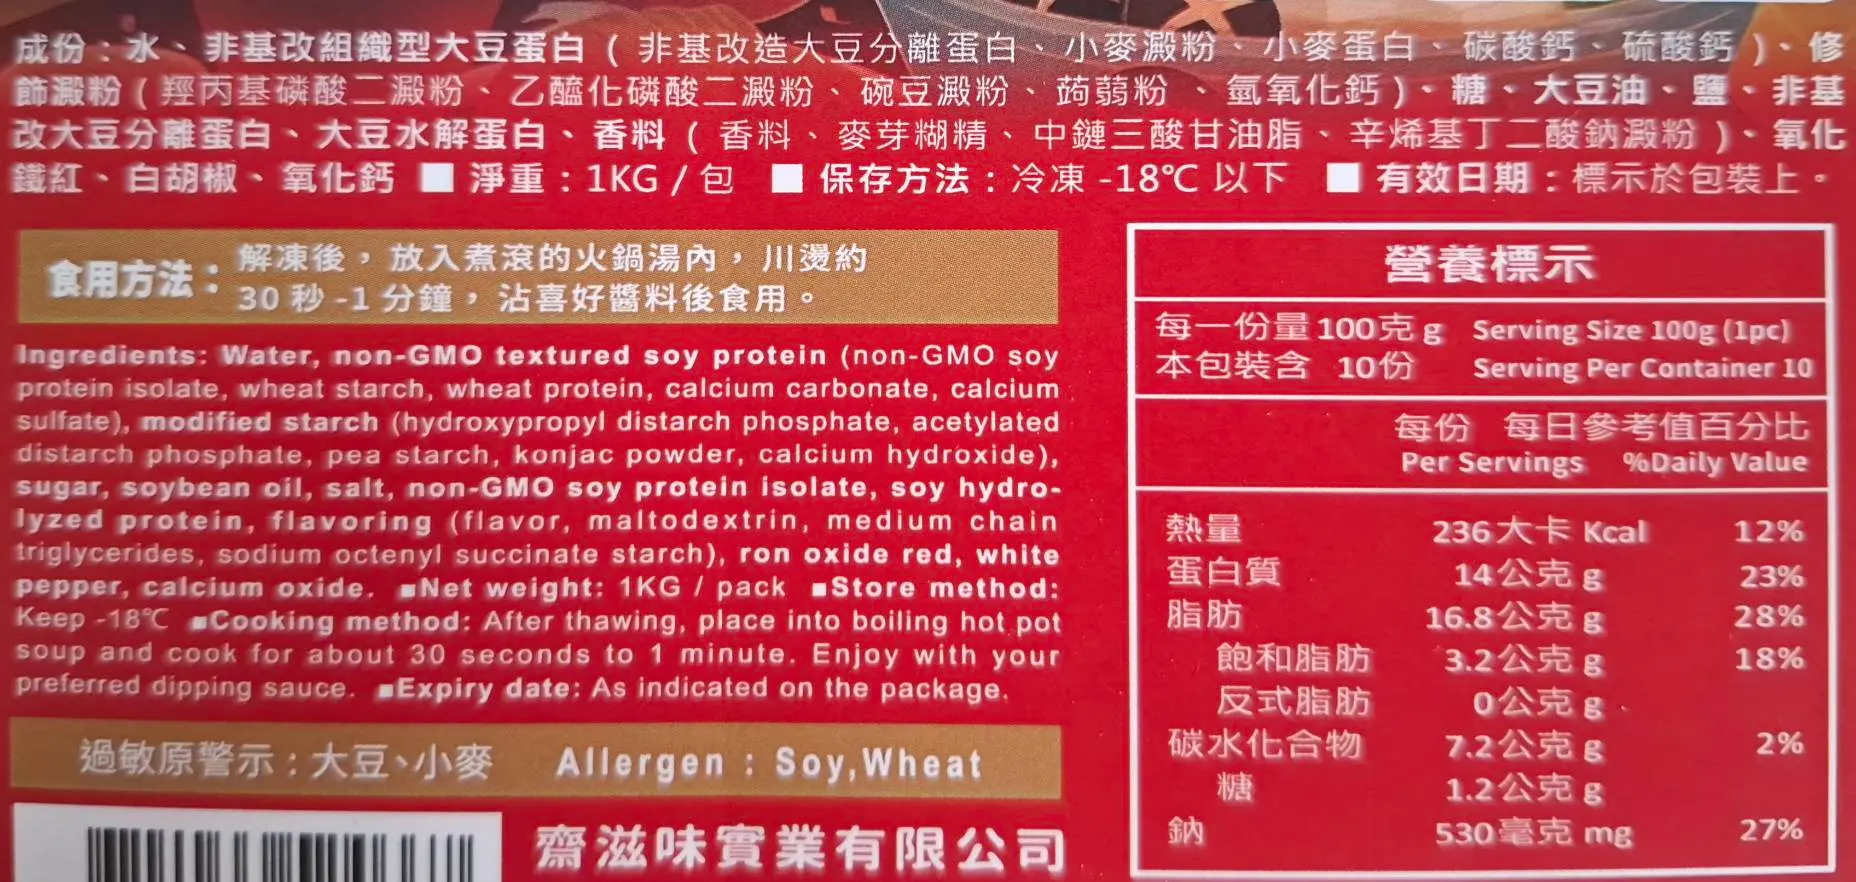 成份：水、非基改組織型大豆蛋白 ( 非基改造大豆分離蛋白、小麥澱粉、小麥蛋白、碳酸鈣、硫酸鈣 )、修
飾澱粉 ( 羥丙基磷酸二澱粉、乙醯化磷酸二澱粉、碗豆澱粉、蒟蒻粉 、氫氧化鈣 )、糖、大豆油、鹽、非基
改大豆分離蛋白、大豆水解蛋白、香料 ( 香料、麥芽糊精、中鏈三酸甘油脂、辛烯基丁二酸鈉澱粉 )、氧化
鐵紅、白胡椒、氧化鈣 ■ 淨重：1KG / 包 ■ 保存方法：冷凍 -18℃ 以下 ■ 有效日期：標示於包裝上。
食用方法：
解凍後，放入煮滾的火鍋湯內，川燙約
30 秒 -1 分鐘，沾喜好醬料後食用。
Ingredients: Water, non-GMO textured soy protein (non-GMO soy
protein isolate, wheat starch, wheat protein, calcium carbonate, calcium
sulfate), modified starch (hydroxypropyl distarch phosphate, acetylated
distarch phosphate, pea starch, konjac powder, calcium hydroxide),
sugar, soybean oil, salt, non-GMO soy protein isolate, soy hydro-
lyzed protein, flavoring (flavor, maltodextrin, medium chain
triglycerides, sodium octenyl succinate starch), ron oxide red, white
pepper, calcium oxide. ■Net weight: 1KG / pack ■Store method:
Keep -18℃ ■Cooking method: After thawing, place into boiling hot pot
soup and cook for about 30 seconds to 1 minute. Enjoy with your
preferred dipping sauce. ■Expiry date: As indicated on the package.
過敏原警示：大豆、小麥 Allergen : Soy,Wheat
齋滋味實業有限公司
營養標示
每一份量 100克 g Serving Size 100g (1pc)
本包裝含 10份 Serving Per Container 10
每份 每日參考值百分比
Per Servings %Daily Value
熱量 236大卡 Kcal 12%
蛋白質 14公克 g 23%
脂肪 16.8公克 g 28%
飽和脂肪 3.2公克 g 18%
反式脂肪 0公克 g
碳水化合物 7.2公克 g 2%
糖 1.2公克 g
鈉 530毫克 mg 27%